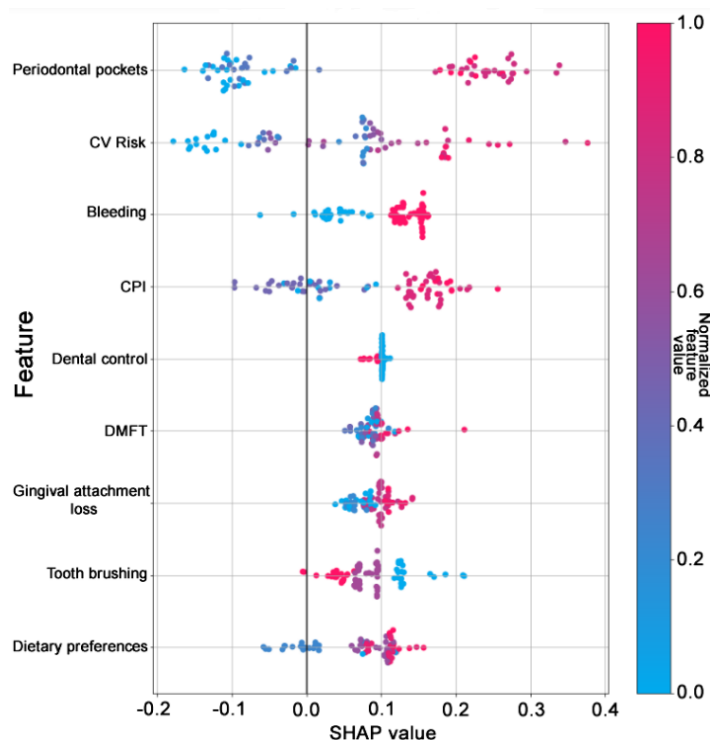 Periodontal pockets
CV Risk
Bleeding
CPI
Dental control
DMFT
Gingival attachment
loss
Tooth brushing
Dietary preferences
Feature
-0.2 -0.1 0.0 0.1 0.2 0.3 0.4
SHAP value
1.0
0.8
0.6
0.4
0.2
0.0
Normalized
feature
value